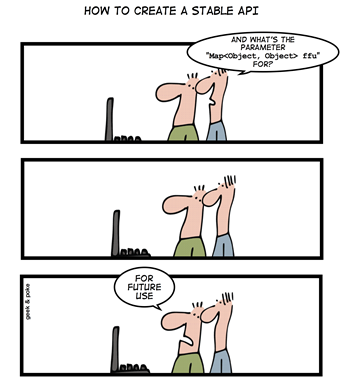 HOW TO CREATE A STABLE API
AND WHAT'S THE
PARAMETER
"Map<Object, Object> ffu"
FOR?
FOR
FUTURE
USE
geek & poke